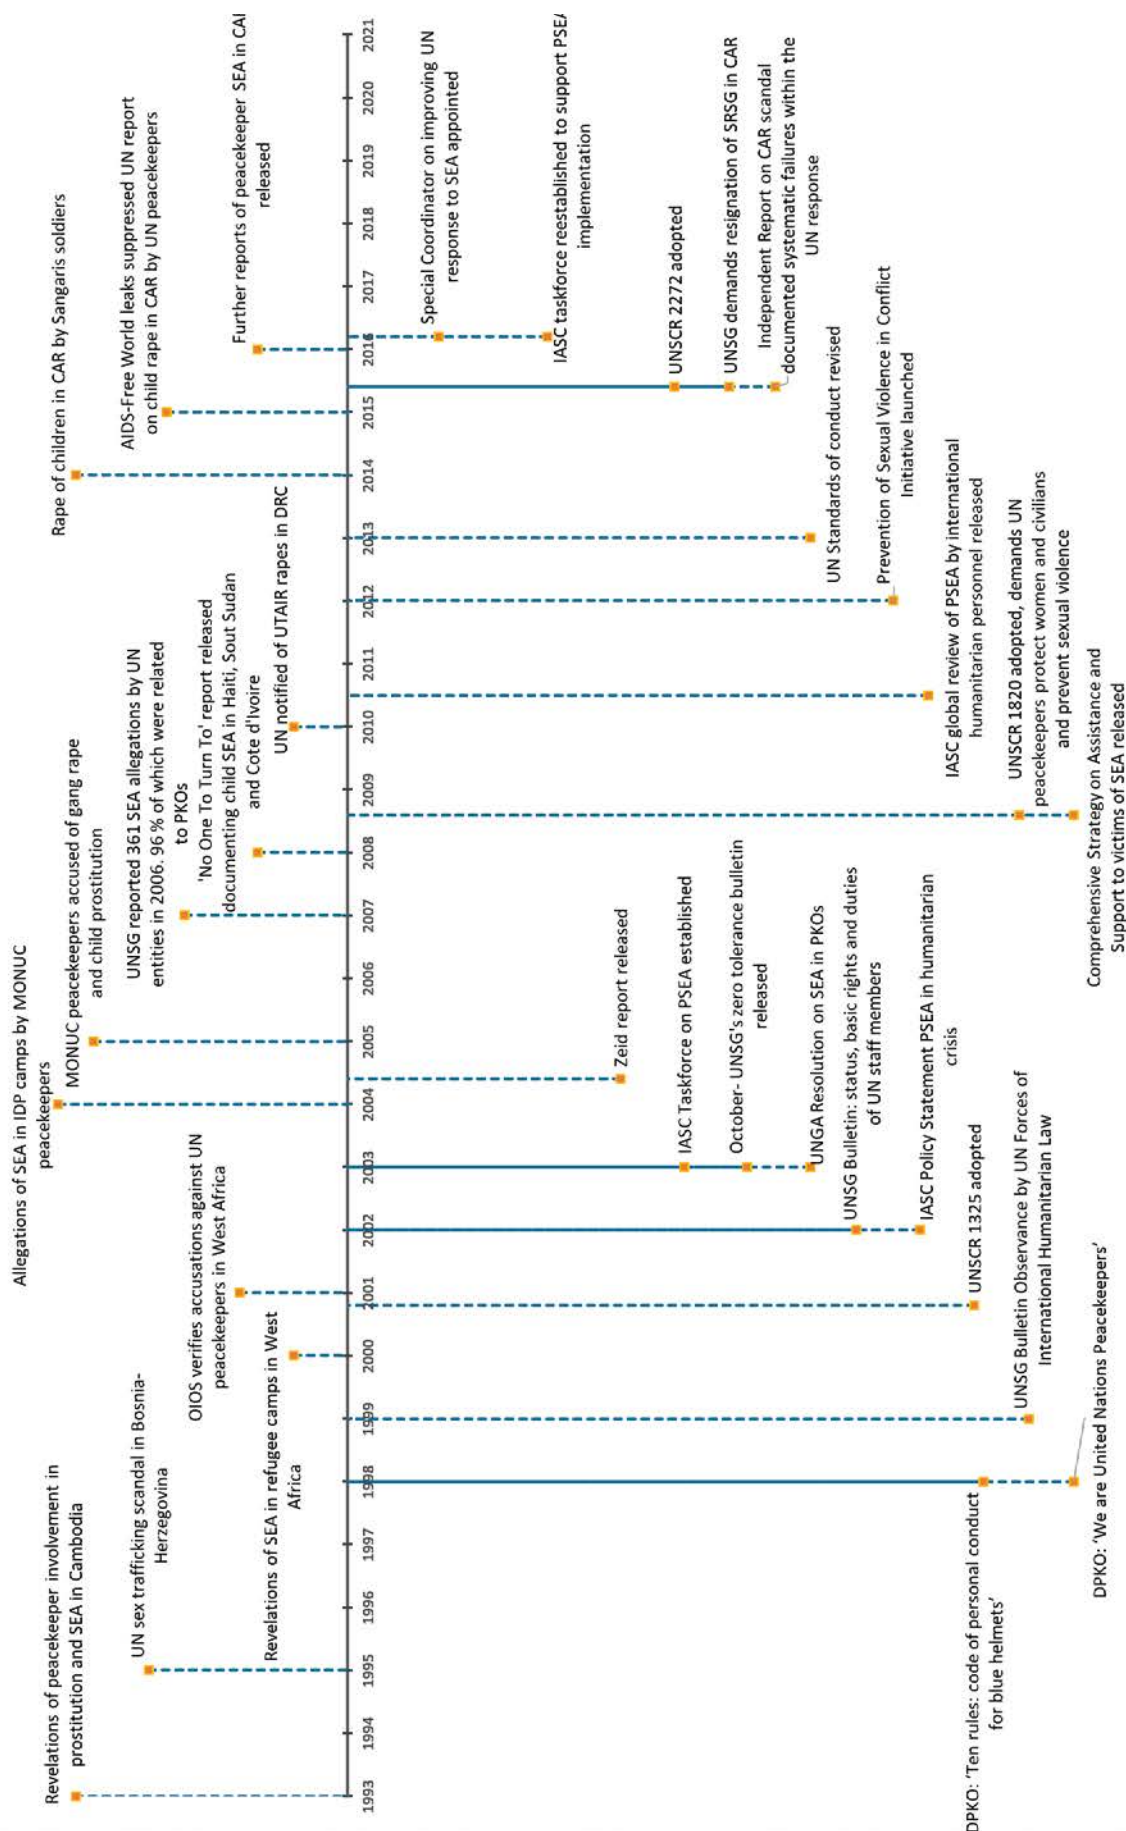 Revelations of peacekeeper involvement in
prostitution and SEA in Cambodia
UN sex trafficking scandal in Bosnia-
Herzegovina
Revelations of SEA in refugee camps in West
Africa
OIOS verifies accusations against UN
peacekeepers in West Africa
Allegations of SEA in IDP camps by MONUC
peacekeepers
MONUC peacekeepers accused of gang rape
and child prostitution
UNSG reported 361 SEA allegations by UN
entities in 2006. 96 % of which were related
to PKOs
'No One To Turn To' report released
documenting child SEA in Haiti, Sout Sudan
and Cote d'Ivoire
UN notified of UTAIR rapes in DRC
Rape of children in CAR by Sangaris soldiers
AIDS-Free World leaks suppressed UN report
on child rape in CAR by UN peacekeepers
Further reports of peacekeeper SEA in CAR
released
1993
1994
1995
1996
1997
1998
1999
2000
2001
2002
2003
2004
2005
2006
2007
2008
2009
2010
2011
2012
2013
2014
2015
2016
2017
2018
2019
2020
2021
DPKO: 'Ten rules: code of personal conduct
for blue helmets'
DPKO: 'We are United Nations Peacekeepers'
UNSG Bulletin Observance by UN Forces of
International Humanitarian Law
UNSCR 1325 adopted
IASC Policy Statement PSEA in humanitarian
crisis
UNSG Bulletin: status, basic rights and duties
of UN staff members
UNGA Resolution on SEA in PKOs
October- UNSG's zero tolerance bulletin
released
IASC Taskforce on PSEA established
Zeid report released
Comprehensive Strategy on Assistance and
Support to victims of SEA released
UNSCR 1820 adopted, demands UN
peacekeepers protect women and civilians
and prevent sexual violence
IASC global review of PSEA by international
humanitarian personnel released
Prevention of Sexual Violence in Conflict
Initiative launched
UN Standards of conduct revised
Independent Report on CAR scandal
documented systematic failures within the
UN response
UNSG demands resignation of SRSG in CAR
UNSCR 2272 adopted
IASC taskforce reestablished to support PSEA
implementation
Special Coordinator on improving UN
response to SEA appointed